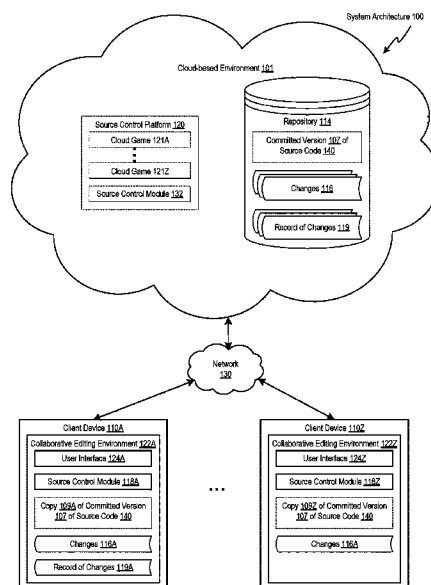 System Architecture 100
Cloud-based Environment 101
Source Control Platform 120
Cloud Game 121A
Cloud Game 121Z
Source Control Module 132
Repository 114
Committed Version 107 of
Source Code 140
Changes 116
Record of Changes 119
Network
130
Client Device 110A
Collaborative Editing Environment 122A
User Interface 124A
Source Control Module 118A
Copy 109A of Committed Version
107 of Source Code 140
Changes 116A
Record of Changes 119A
...
Client Device 110Z
Collaborative Editing Environment 122Z
User Interface 124Z
Source Control Module 118Z
Copy 109Z of Committed Version
107 of Source Code 140
Changes 116A